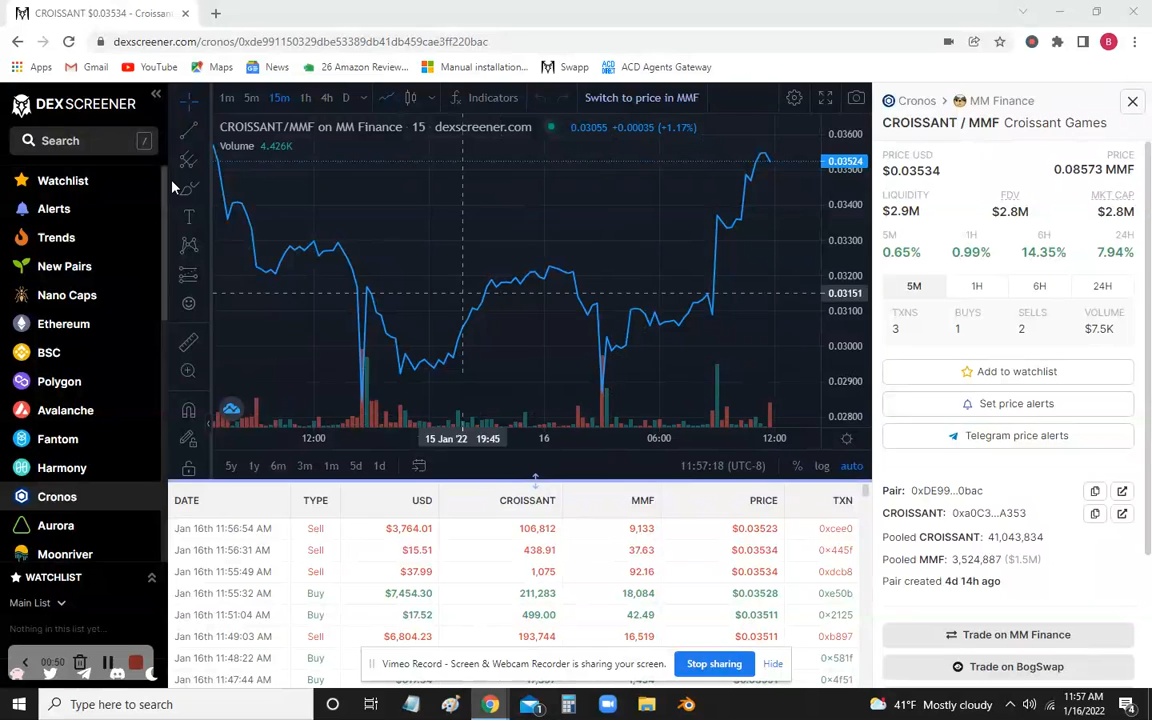 CROISSANT $0.03534 - Croissan
dexscreener.com/cronos/0xde991150329dbe53389db41db459cae3ff220bac
B
Apps
Gmail
YouTube
Maps
News
26 Amazon Review...
Manual installation...
Swapp
ACD Agents Gateway
DEXSCREENER
Search
/
Watchlist
Alerts
Trends
New Pairs
Nano Caps
Ethereum
BSC
Polygon
Avalanche
Fantom
Harmony
Cronos
Aurora
Moonriver
WATCHLIST
Main List
Nothing in this list yet...
00:50
1m 5m 15m 1h 4h D
Indicators
Switch to price in MMF
CROISSANT/MMF on MM Finance · 15 dexscreener.com
0.03055 +0.00035 (+1.17%)
Volume 4.426K
0.03600
0.03524
0.03500
0.03400
0.03300
0.03200
0.03151
0.03100
0.03000
0.02900
0.02800
12:00
15 Jan '22 19:45
16
06:00
12:00
5y 1y 6m 3m 1m 5d 1d
11:57:18 (UTC-8)
% log auto
DATE TYPE USD CROISSANT MMF PRICE TXN
Jan 16th 11:56:54 AM Sell $3,764.01 106,812 9,133 $0.03523 0xcee0
Jan 16th 11:56:31 AM Sell $15.51 438.91 37.63 $0.03534 0x445f
Jan 16th 11:55:49 AM Sell $37.99 1,075 92.16 $0.03534 0xdcb8
Jan 16th 11:55:32 AM Buy $7,454.30 211,283 18,084 $0.03528 0xe50b
Jan 16th 11:51:04 AM Buy $17.52 499.00 42.49 $0.03511 0x2125
Jan 16th 11:49:03 AM Sell $6,804.23 193,744 16,519 $0.03511 0xb897
Jan 16th 11:48:22 AM Buy 0x581f
Jan 16th 11:47:44 AM Buy 0x4f51
Vimeo Record - Screen & Webcam Recorder is sharing your screen.
Stop sharing
Hide
Cronos > MM Finance
CROISSANT / MMF Croissant Games
PRICE USD
$0.03534
PRICE
0.08573 MMF
LIQUIDITY FDV MKT CAP
$2.9M $2.8M $2.8M
5M 1H 6H 24H
0.65% 0.99% 14.35% 7.94%
5M 1H 6H 24H
TXNS BUYS SELLS VOLUME
3 1 2 $7.5K
Add to watchlist
Set price alerts
Telegram price alerts
Pair: 0xDE99...0bac
CROISSANT: 0xa0C3...A353
Pooled CROISSANT: 41,043,834
Pooled MMF: 3,524,887 ($1.5M)
Pair created 4d 14h ago
Trade on MM Finance
Trade on BogSwap
Type here to search
1
41°F Mostly cloudy
11:57 AM
1/16/2022
4